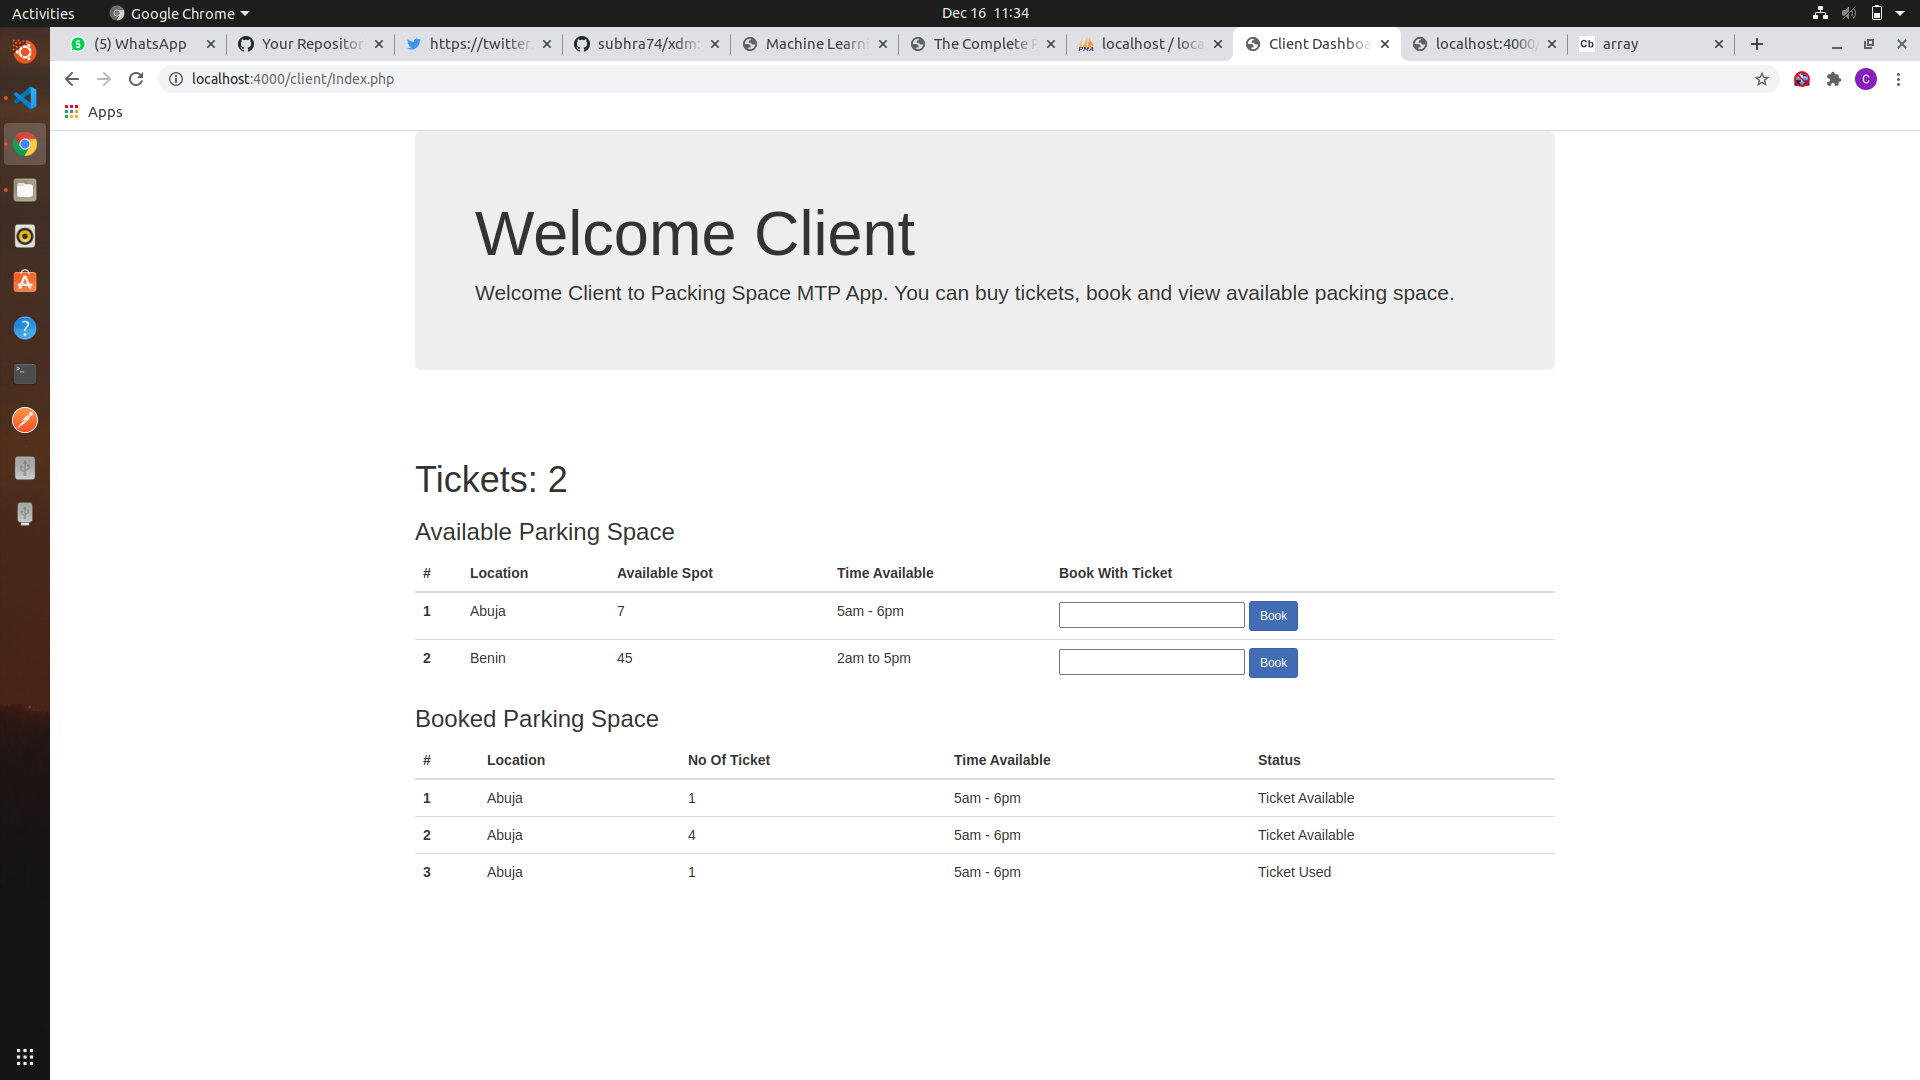 Activities
Google Chrome
Dec 16 11:34
(5) WhatsApp
Your Repositor
https://twitter.
subhra74/xdm:
Machine Learni
The Complete P
localhost / loca
Client Dashboa
localhost:4000/
Cb array
localhost:4000/client/Index.php
C
Apps
Welcome Client
Welcome Client to Packing Space MTP App. You can buy tickets, book and view available packing space.
Tickets: 2
Available Parking Space
# Location Available Spot Time Available Book With Ticket
1 Abuja 7 5am - 6pm Book
2 Benin 45 2am to 5pm Book
Booked Parking Space
# Location No Of Ticket Time Available Status
1 Abuja 1 5am - 6pm Ticket Available
2 Abuja 4 5am - 6pm Ticket Available
3 Abuja 1 5am - 6pm Ticket Used